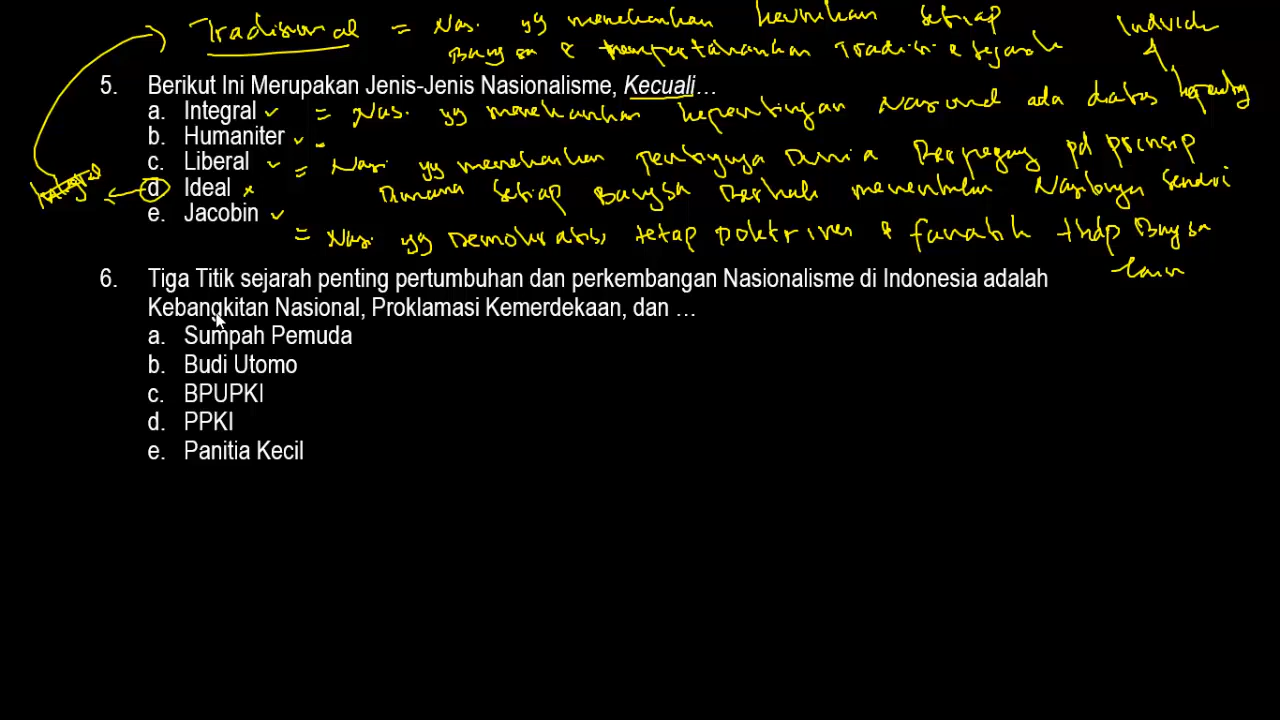 Tradisional = Nas. yg menekankan keunikan setiap
Bangsa & mempertahankan Tradisi & sejarah
Individu
5. Berikut Ini Merupakan Jenis-Jenis Nasionalisme, Kecuali…
a. Integral ✓ = Nas. yg menekankan kepentingan Nasional ada diatas kepenting
b. Humaniter ✓
c. Liberal ✓ = Nas. yg menekankan pentingnya Dunia Berpegang pd prinsip
d. Ideal x Dimana setiap Bangsa Berhak menentukan Nasibnya Sendiri
e. Jacobin ✓
= Nas. yg Demokratis, tetap Doktriner & fanatik thdp Bangsa
lain
6. Tiga Titik sejarah penting pertumbuhan dan perkembangan Nasionalisme di Indonesia adalah
Kebangkitan Nasional, Proklamasi Kemerdekaan, dan …
a. Sumpah Pemuda
b. Budi Utomo
c. BPUPKI
d. PPKI
e. Panitia Kecil